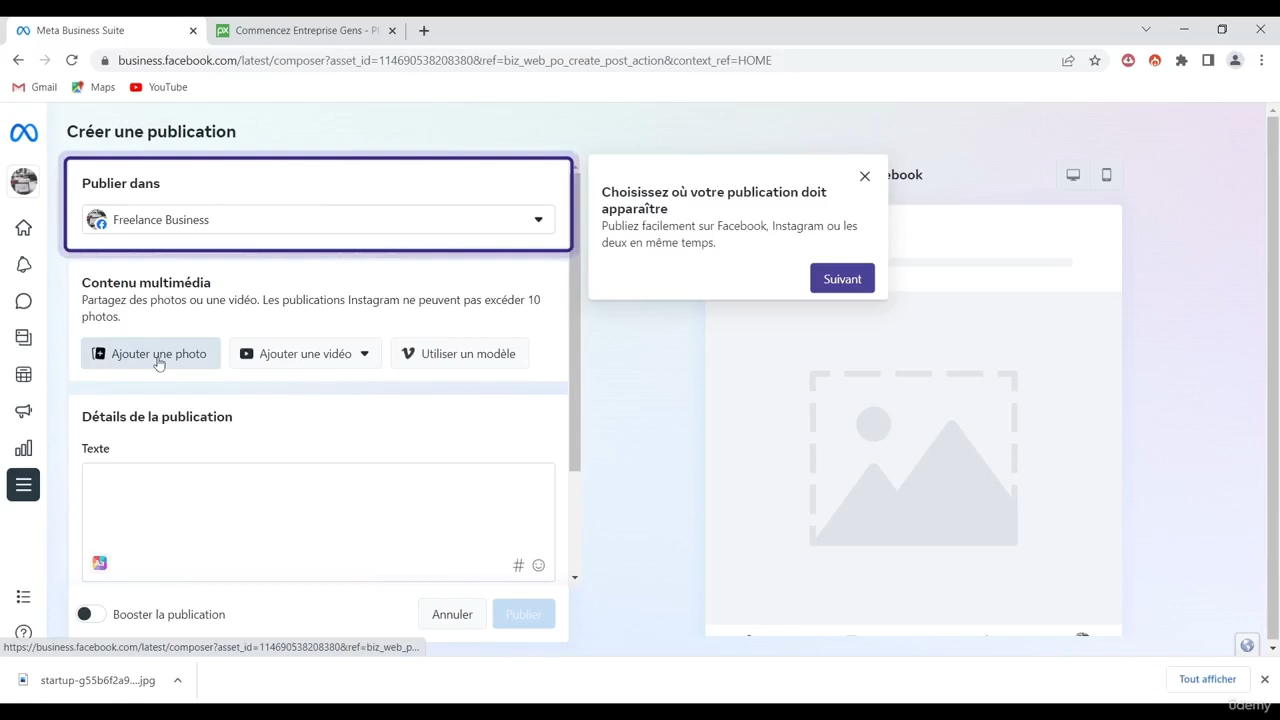 Meta Business Suite
Commencez Entreprise Gens - P
business.facebook.com/latest/composer?asset_id=114690538208380&ref=biz_web_po_create_post_action&context_ref=HOME
Gmail
Maps
YouTube
Créer une publication
Publier dans
Freelance Business
Choisissez où votre publication doit
apparaître
Publiez facilement sur Facebook, Instagram ou les
deux en même temps.
Suivant
ebook
Contenu multimédia
Partagez des photos ou une vidéo. Les publications Instagram ne peuvent pas excéder 10
photos.
Ajouter une photo
Ajouter une vidéo
Utiliser un modèle
Détails de la publication
Texte
Booster la publication
Annuler
Publier
https://business.facebook.com/latest/composer?asset_id=114690538208380&ref=biz_web_p...
startup-g55b6f2a9....jpg
Tout afficher
ûdemy